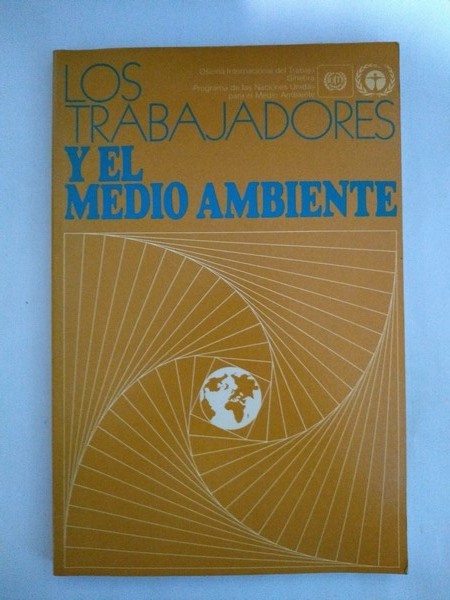 LOS
TRABAJADORES
Y EL
MEDIO AMBIENTE
Oficina Internacional del Trabajo
Ginebra
Programa de las Naciones Unidas
para el Medio Ambiente